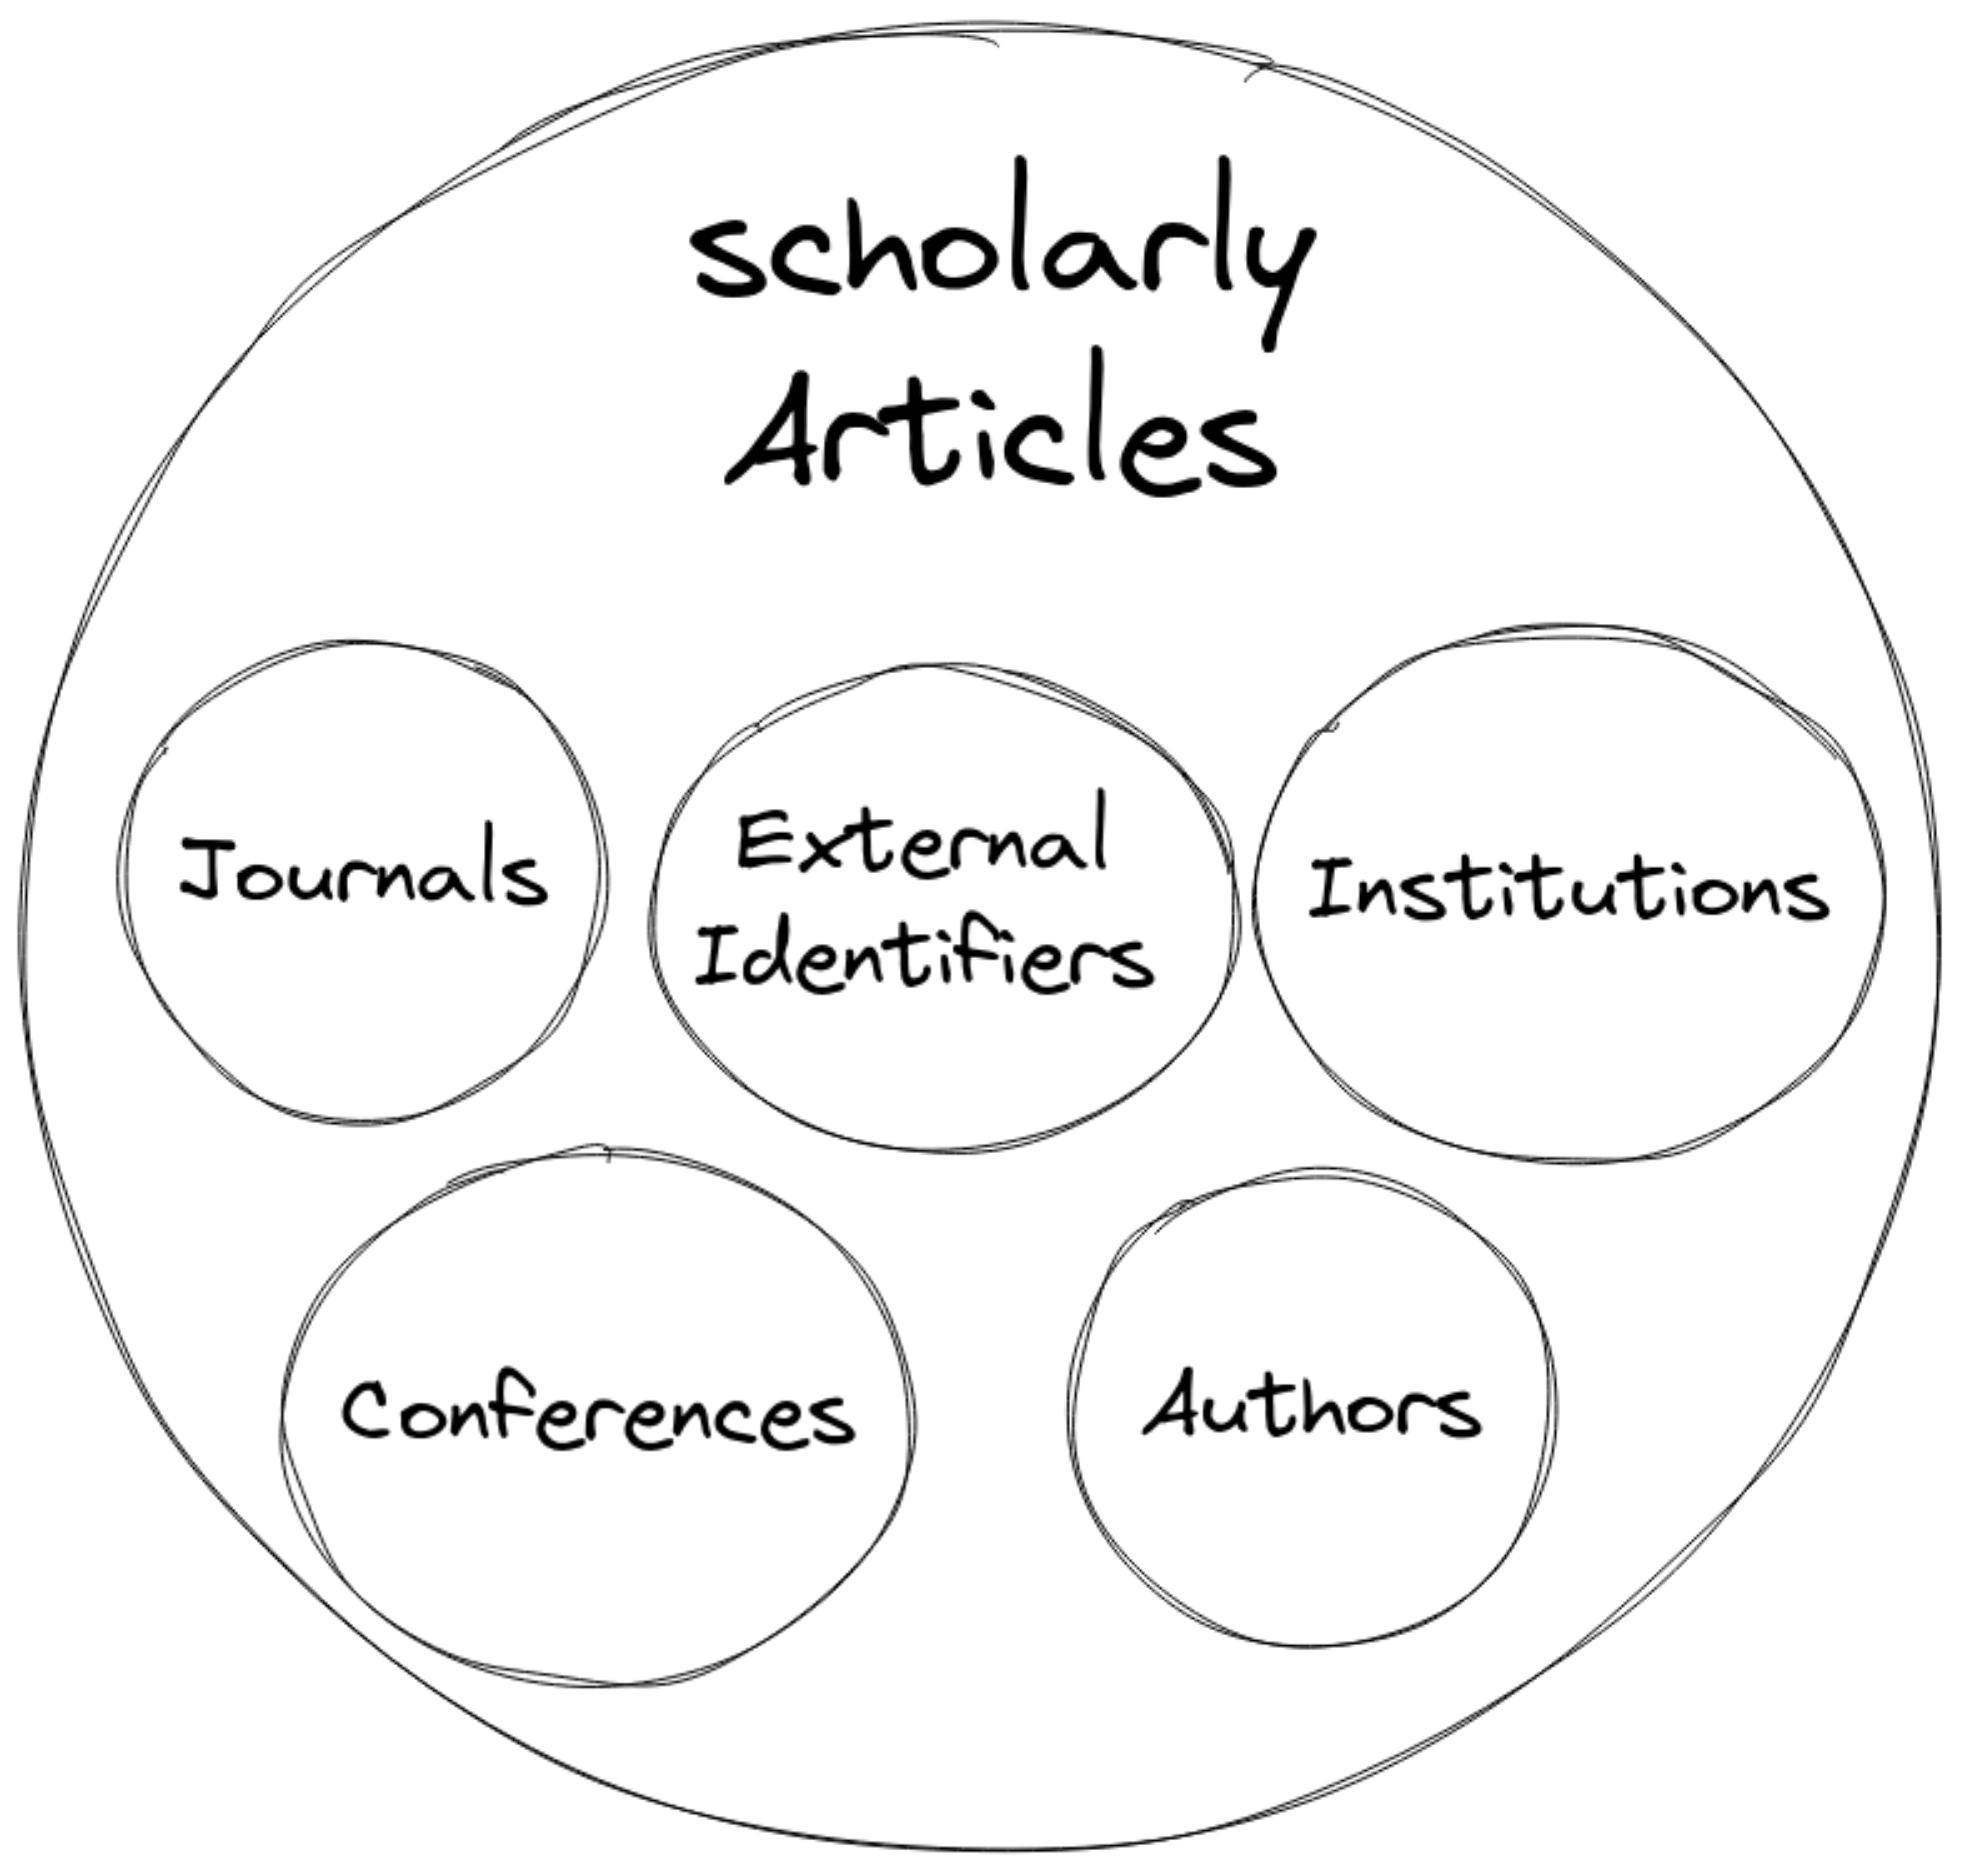 scholarly
Articles
Journals
External
Identifiers
Institutions
Conferences
Authors